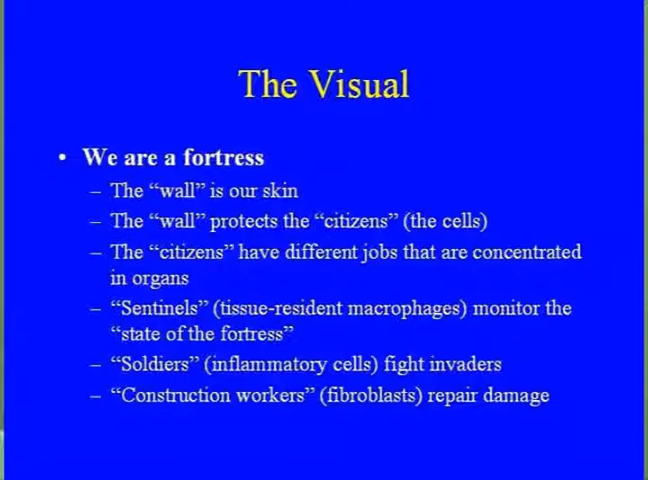 The Visual
• We are a fortress
– The “wall” is our skin
– The “wall” protects the “citizens” (the cells)
– The “citizens” have different jobs that are concentrated
in organs
– “Sentinels” (tissue-resident macrophages) monitor the
“state of the fortress”
– “Soldiers” (inflammatory cells) fight invaders
– “Construction workers” (fibroblasts) repair damage